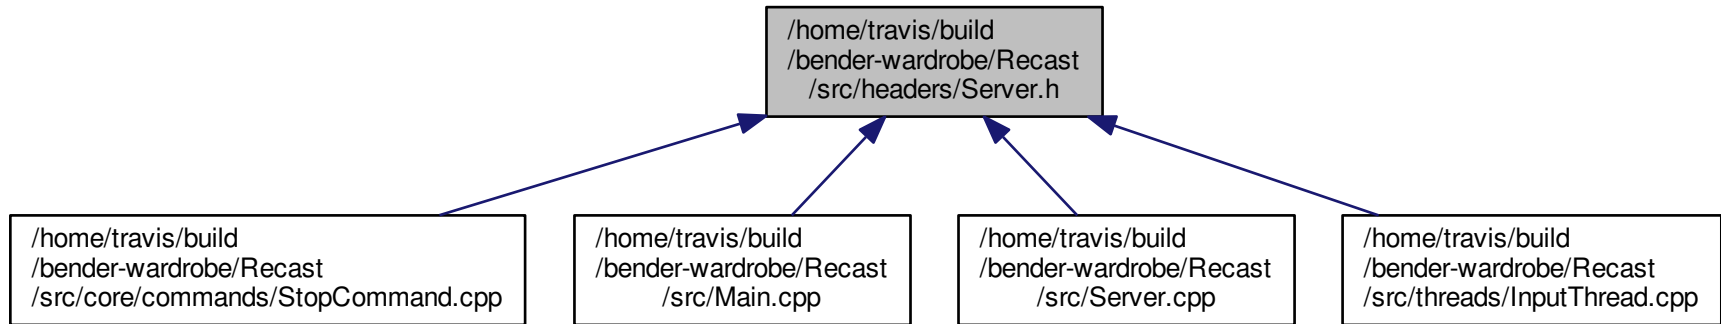 /home/travis/build
/bender-wardrobe/Recast
/src/headers/Server.h
/home/travis/build
/bender-wardrobe/Recast
/src/core/commands/StopCommand.cpp
/home/travis/build
/bender-wardrobe/Recast
/src/Main.cpp
/home/travis/build
/bender-wardrobe/Recast
/src/Server.cpp
/home/travis/build
/bender-wardrobe/Recast
/src/threads/InputThread.cpp